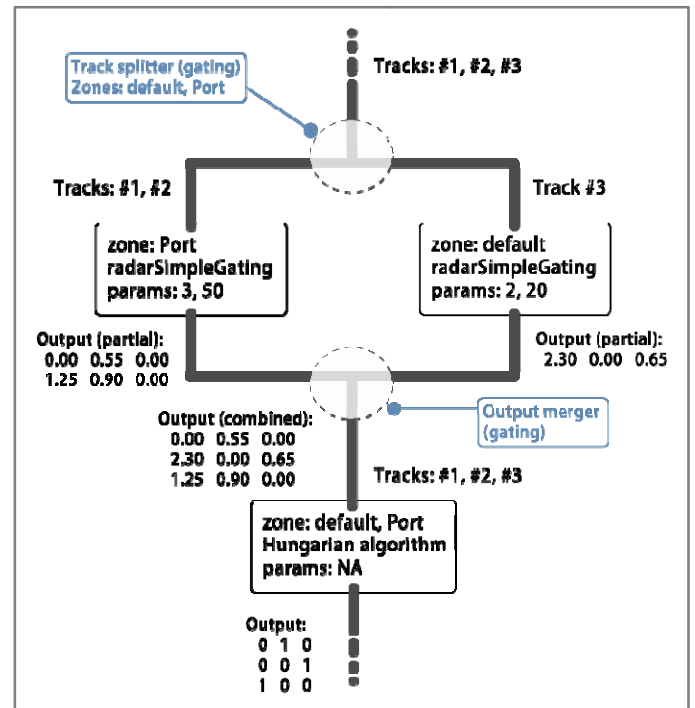 Tracks: #1, #2, #3
Track splitter (gating)
Zones: default, Port
Tracks: #1, #2
Track #3
zone: Port
radarSimpleGating
params: 3, 50
zone: default
radarSimpleGating
params: 2, 20
Output (partial):
0.00 0.55 0.00
1.25 0.90 0.00
Output (partial):
2.30 0.00 0.65
Output (combined):
0.00 0.55 0.00
2.30 0.00 0.65
1.25 0.90 0.00
Output merger
(gating)
Tracks: #1, #2, #3
zone: default, Port
Hungarian algorithm
params: NA
Output:
0 1 0
0 0 1
1 0 0